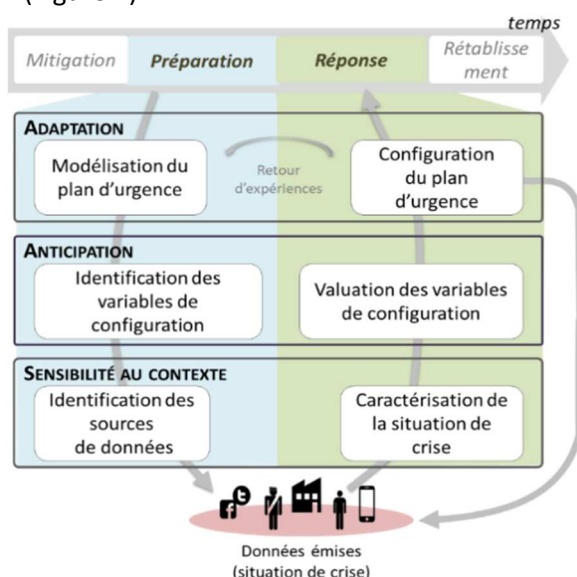 temps
Mitigation
Préparation
Réponse
Rétablisse
ment
ADAPTATION
Modélisation du
plan d'urgence
Retour
d'expériences
Configuration
du plan
d'urgence
ANTICIPATION
Identification des
variables de
configuration
Valuation des variables
de configuration
SENSIBILITÉ AU CONTEXTE
Identification des
sources
de données
Caractérisation de
la situation de
crise
Données émises
(situation de crise)